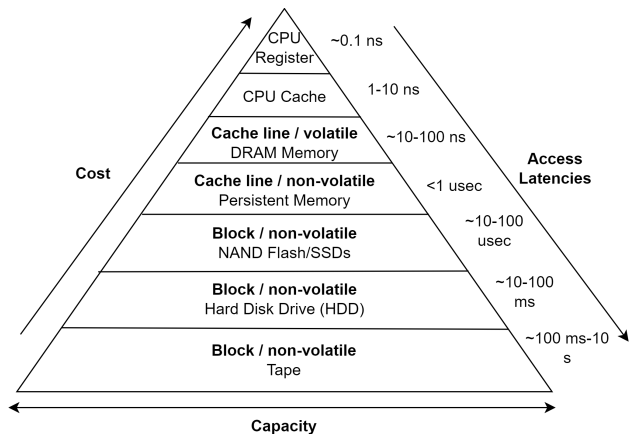 CPU
Register
~0.1 ns
CPU Cache
1-10 ns
Cache line / volatile
DRAM Memory
~10-100 ns
Cost
Access
Latencies
Cache line / non-volatile
Persistent Memory
<1 usec
Block / non-volatile
NAND Flash/SSDs
~10-100
usec
Block / non-volatile
Hard Disk Drive (HDD)
~10-100
ms
Block / non-volatile
Tape
~100 ms-10
s
Capacity